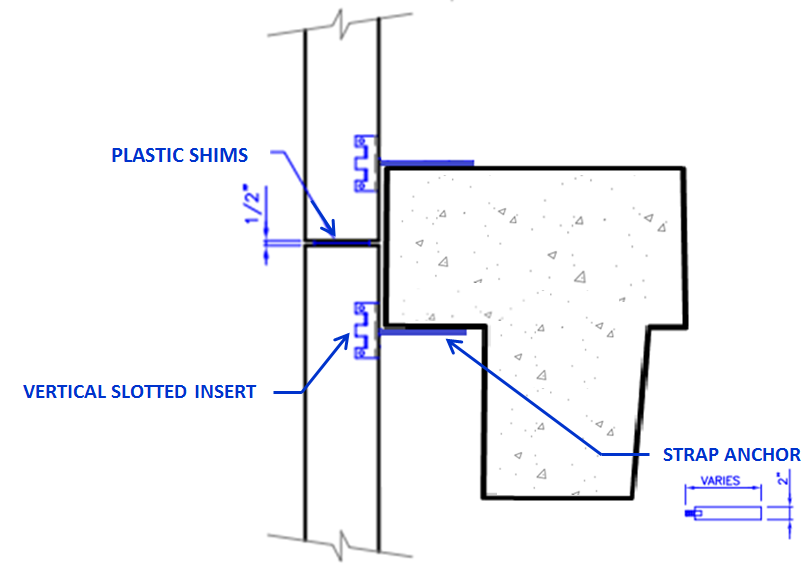 PLASTIC SHIMS
1/2"
VERTICAL SLOTTED INSERT
STRAP ANCHOR
VARIES
2"